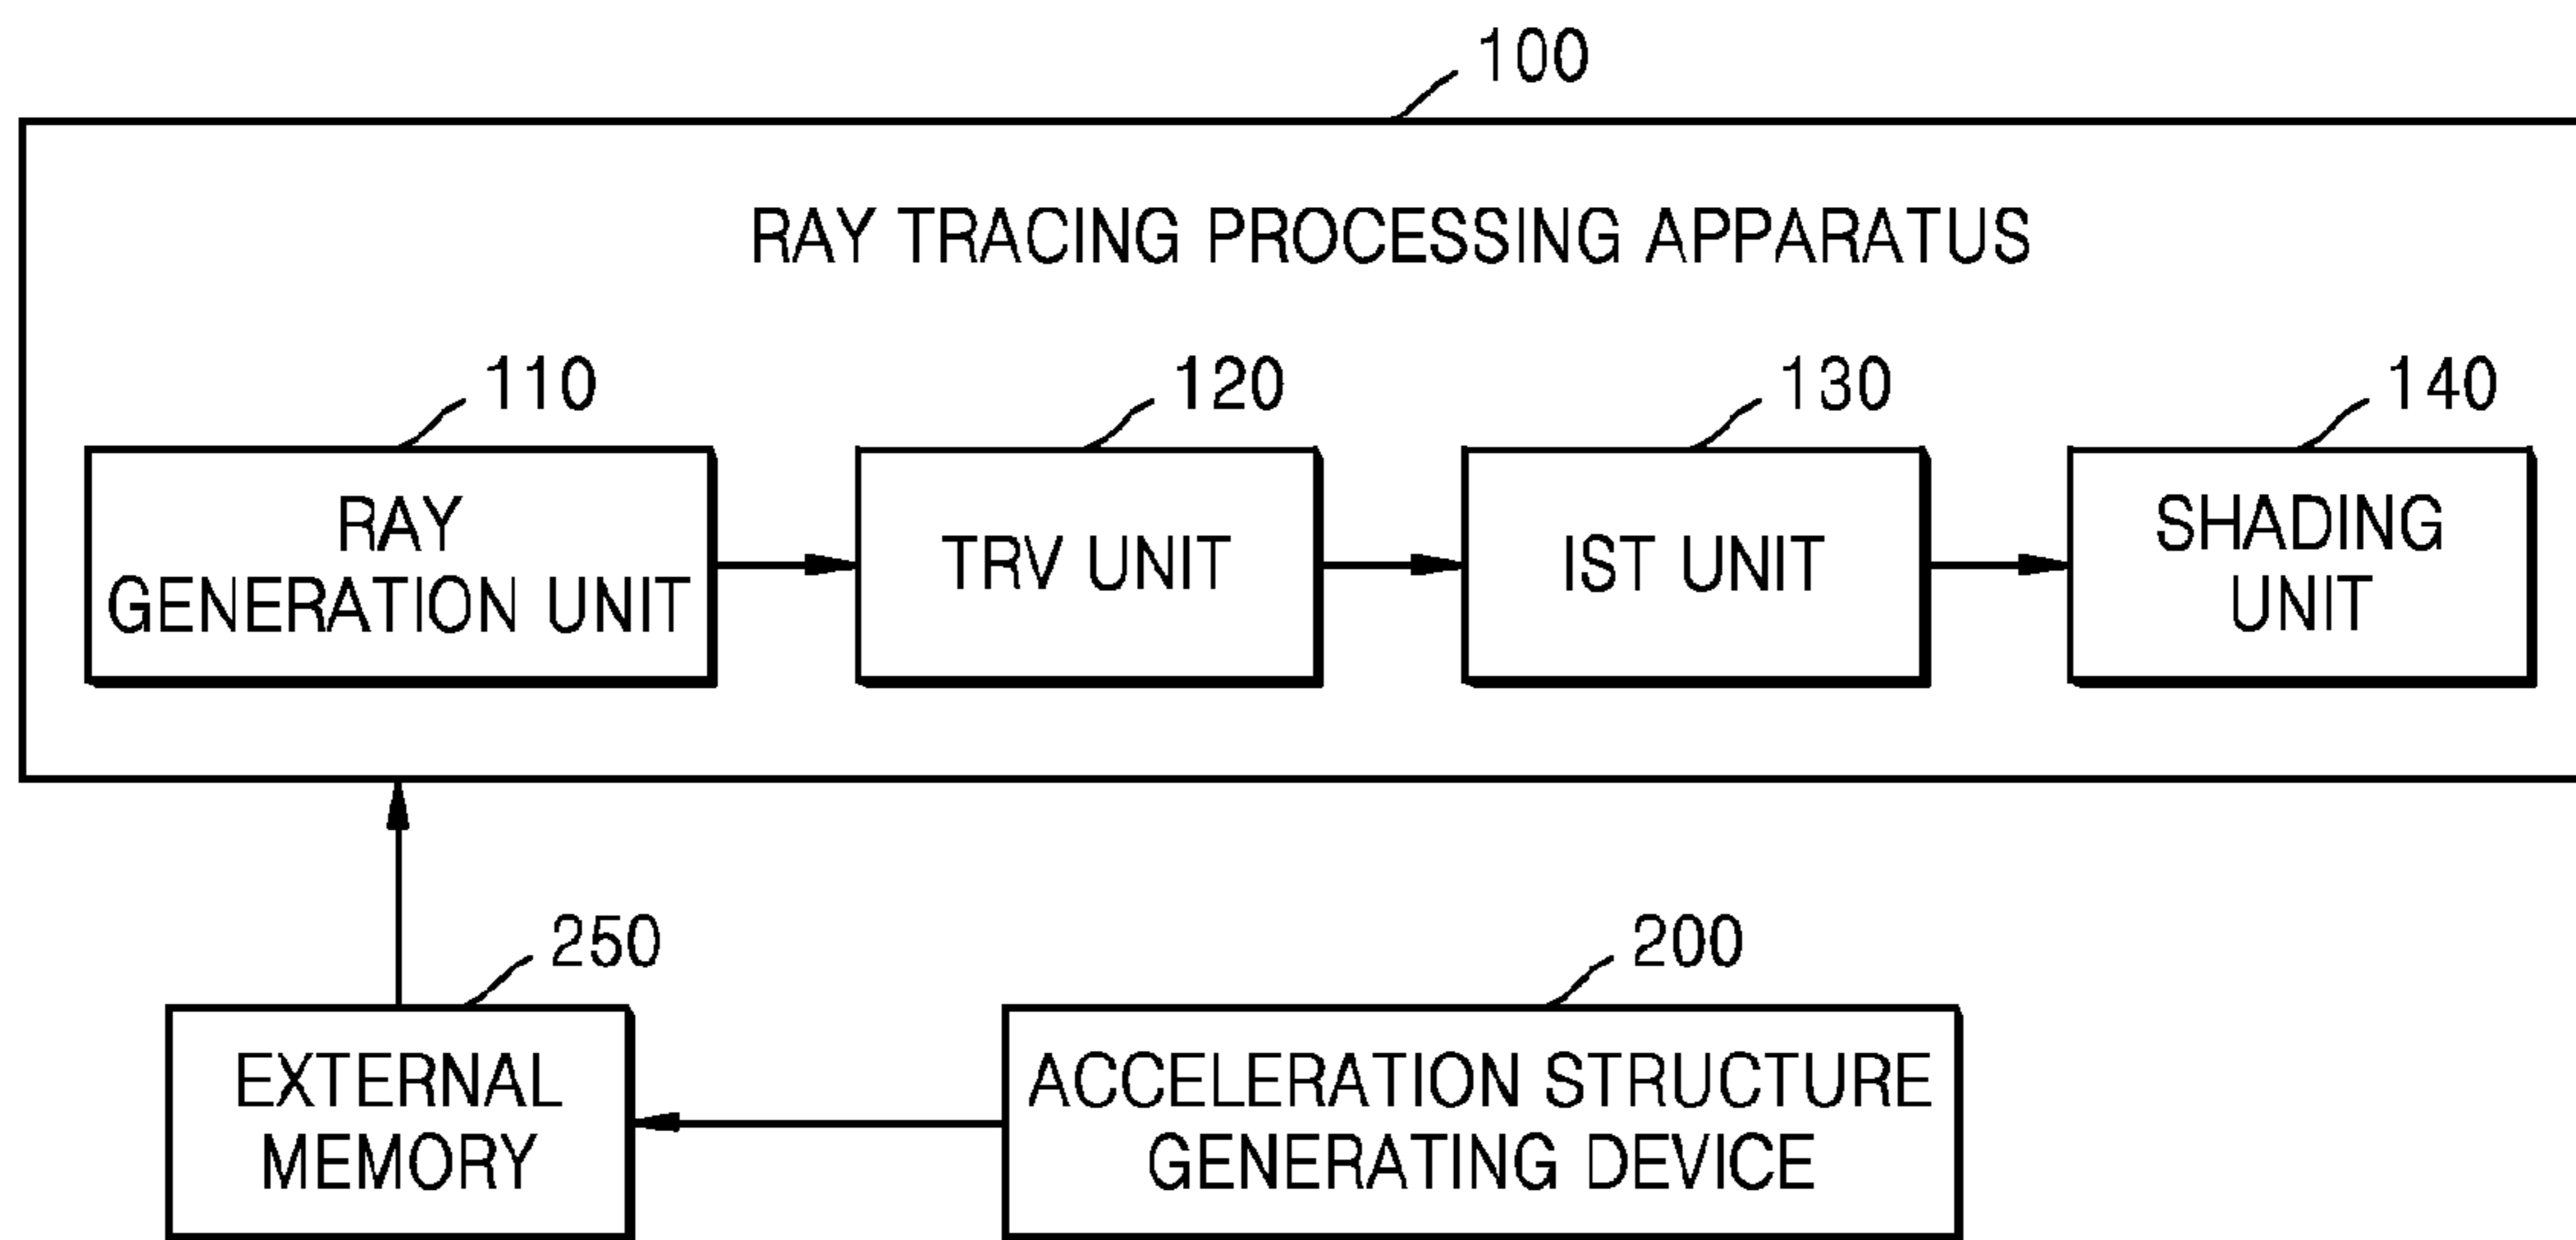 100
RAY TRACING PROCESSING APPARATUS
110
120
130
140
RAY
GENERATION UNIT
TRV UNIT
IST UNIT
SHADING
UNIT
250
200
EXTERNAL
MEMORY
ACCELERATION STRUCTURE
GENERATING DEVICE